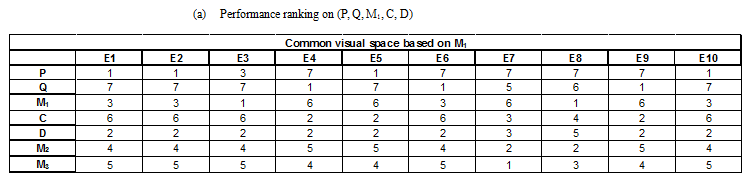 (a) Performance ranking on (P, Q, M₁, C, D)
Common visual space based on M₁
E1 E2 E3 E4 E5 E6 E7 E8 E9 E10
P 1 1 3 7 1 7 7 7 7 1
Q 7 7 7 1 7 1 5 6 1 7
M₁ 3 3 1 6 6 3 6 1 6 3
C 6 6 6 2 2 6 3 4 2 6
D 2 2 2 2 2 2 3 5 2 2
M₂ 4 4 4 5 5 4 2 2 5 4
M₃ 5 5 5 4 4 5 1 3 4 5